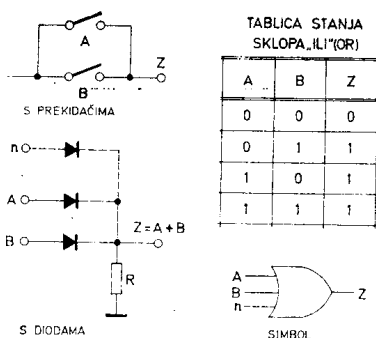 A
B
Z
S PREKIDAČIMA
n
A
B
Z = A + B
R
S DIODAMA
TABLICA STANJA
SKLOPA „ILI"(OR)
A B Z
0 0 0
0 1 1
1 0 1
1 1 1
A
B
n
Z
SIMBOL